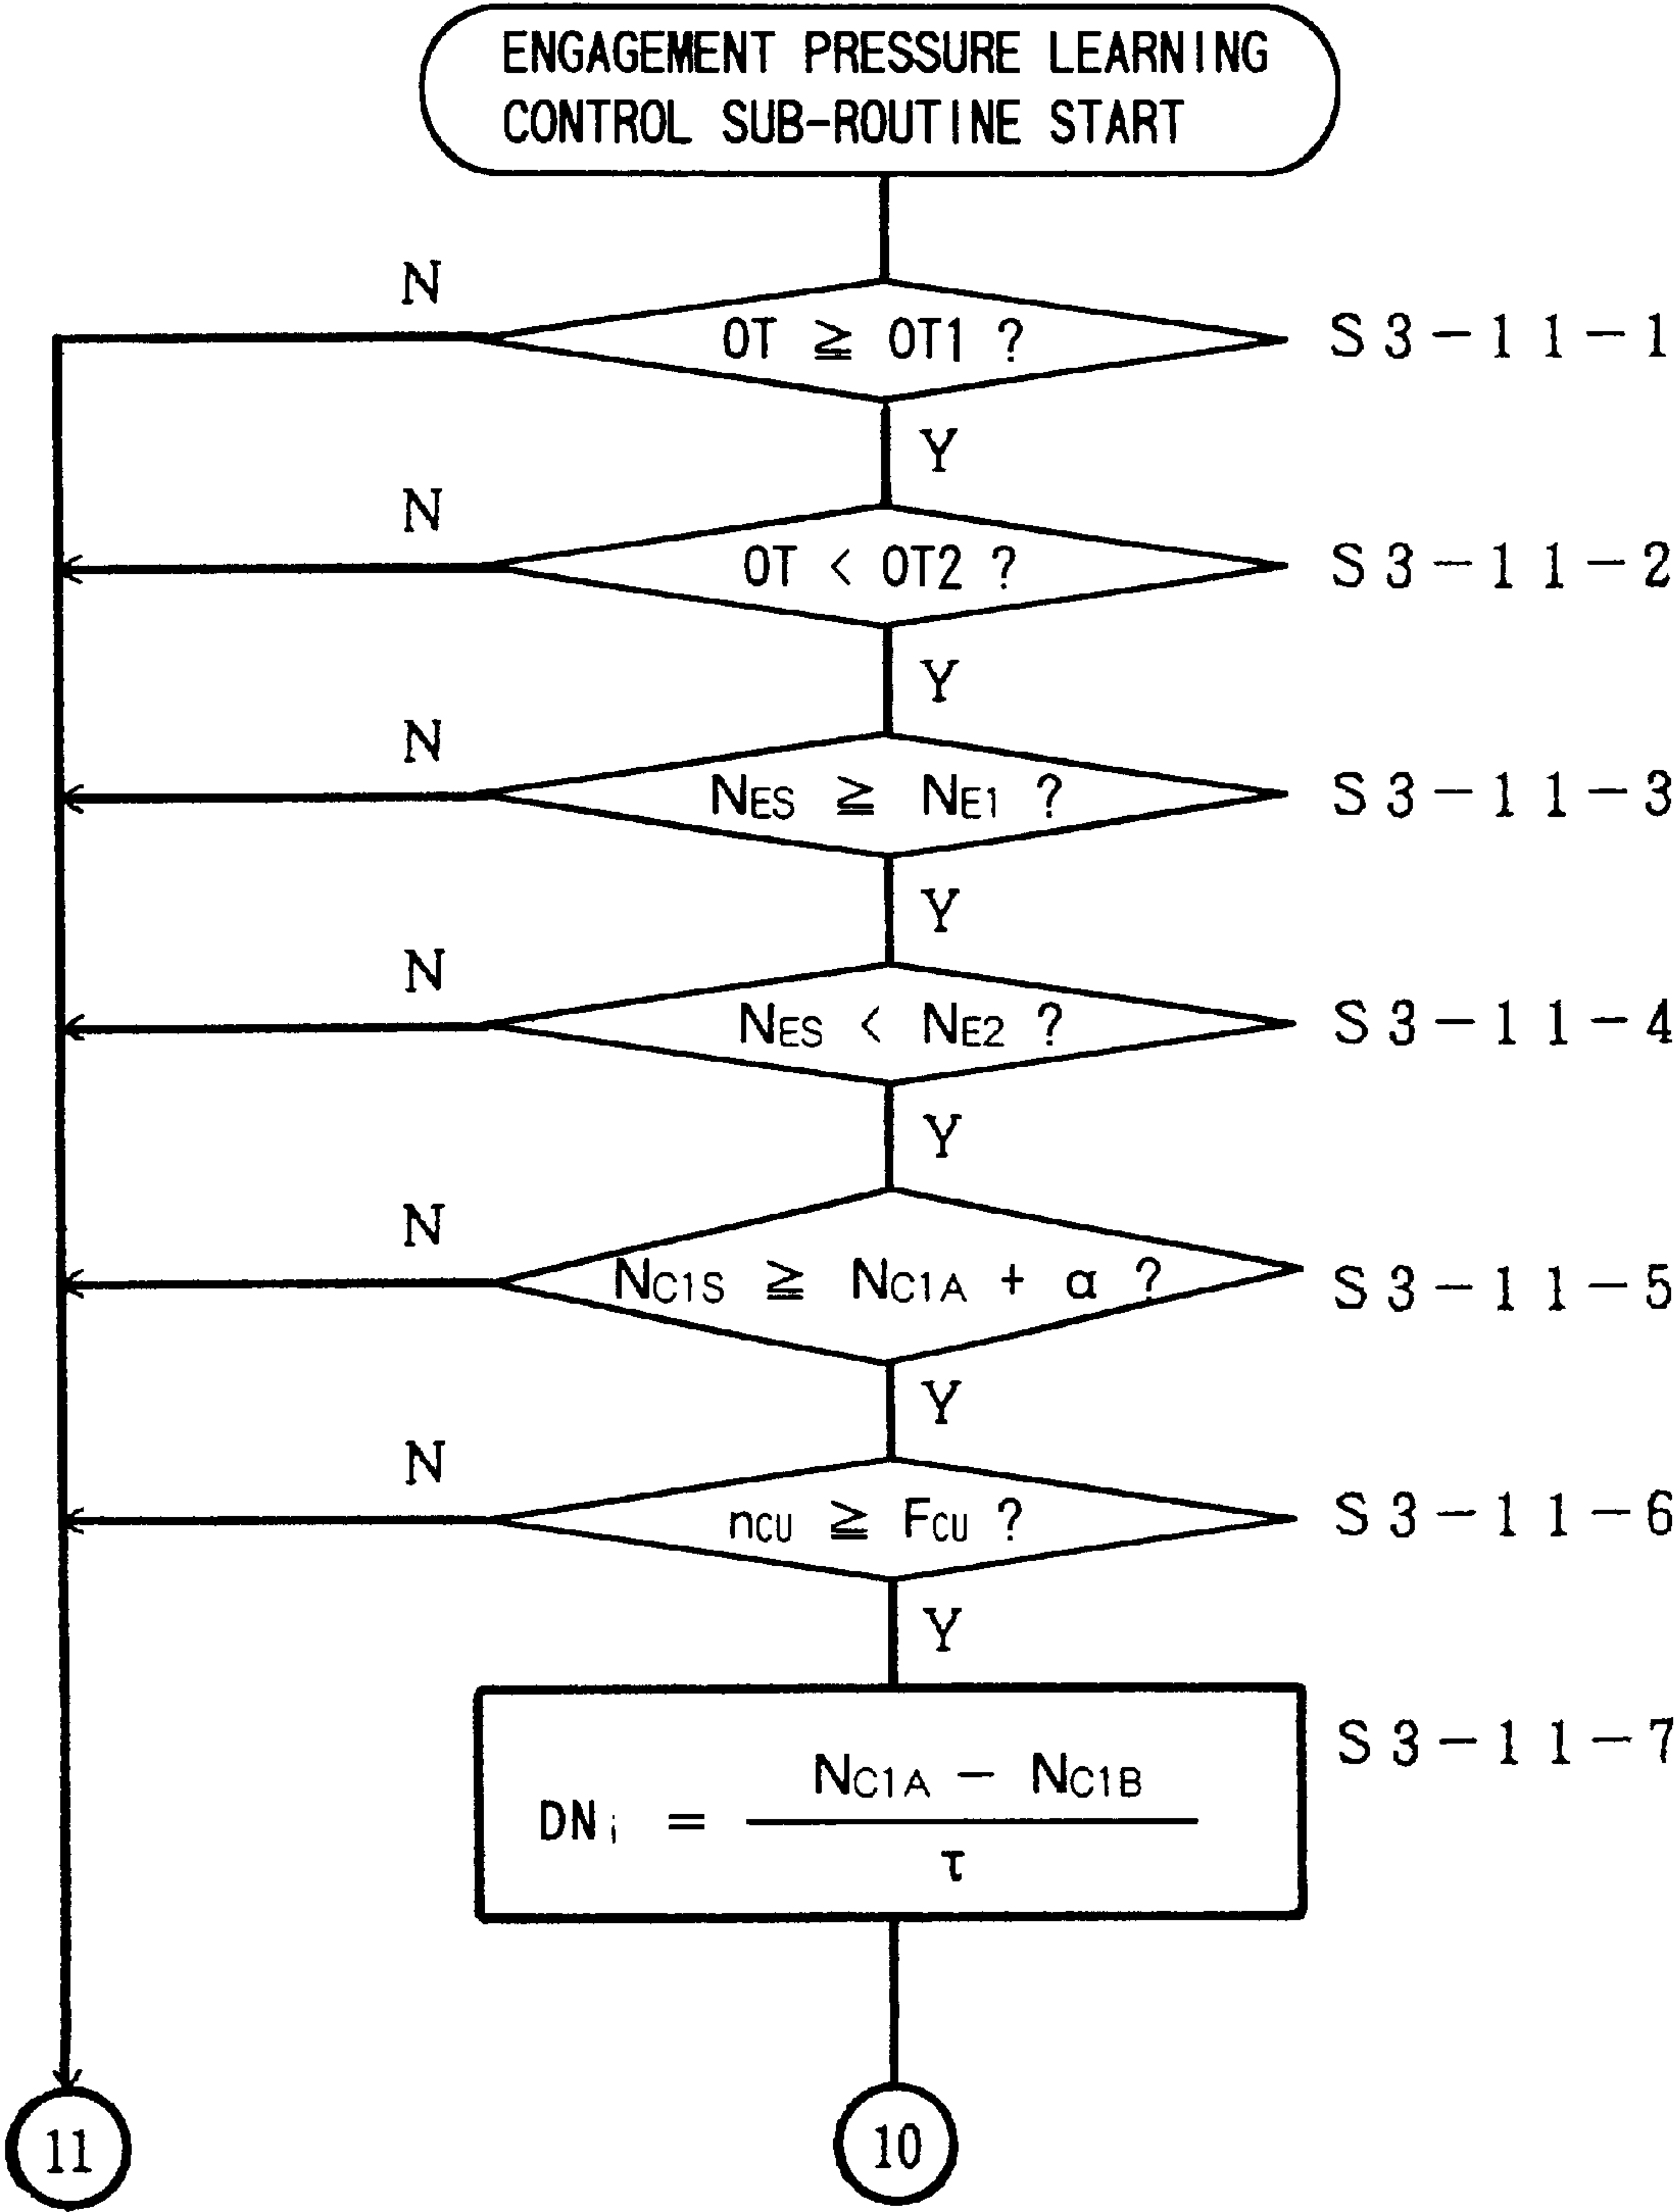 ENGAGEMENT PRESSURE LEARNING
CONTROL SUB-ROUTINE START
N
OT ≧ OT1 ?
S3-11-1
Y
N
OT < OT2 ?
S3-11-2
Y
N
NES ≧ NE1 ?
S3-11-3
Y
N
NES < NE2 ?
S3-11-4
Y
N
NC1S ≧ NC1A + α ?
S3-11-5
Y
N
nCU ≧ FCU ?
S3-11-6
Y
S3-11-7
NC1A - NC1B
DNi =
τ
11
10